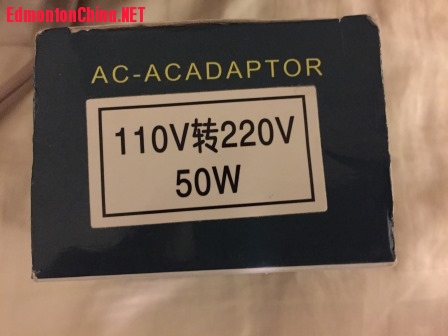 EdmontonChina.NET
AC-ACADAPTOR
110V转220V
50W